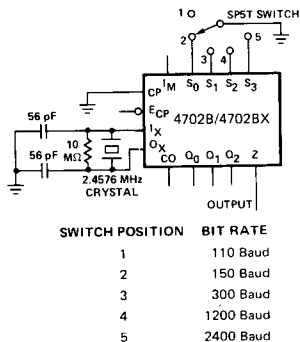 SP5T SWITCH
1
2
3
4
5
CP
IM
S0 S1 S2 S3
ECP
IX
OX
4702B/4702BX
CO Q0 Q1 Q2 Z
56 pF
10
MΩ
56 pF
2.4576 MHz
CRYSTAL
OUTPUT
SWITCH POSITION BIT RATE
1 110 Baud
2 150 Baud
3 300 Baud
4 1200 Baud
5 2400 Baud